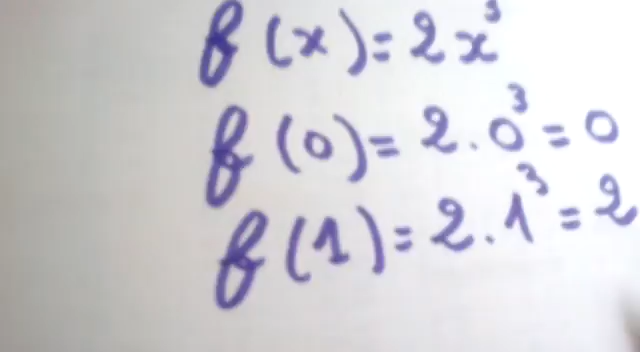 f(x) = 2x³
f(0) = 2.0³ = 0
f(1) = 2.1³ = 2